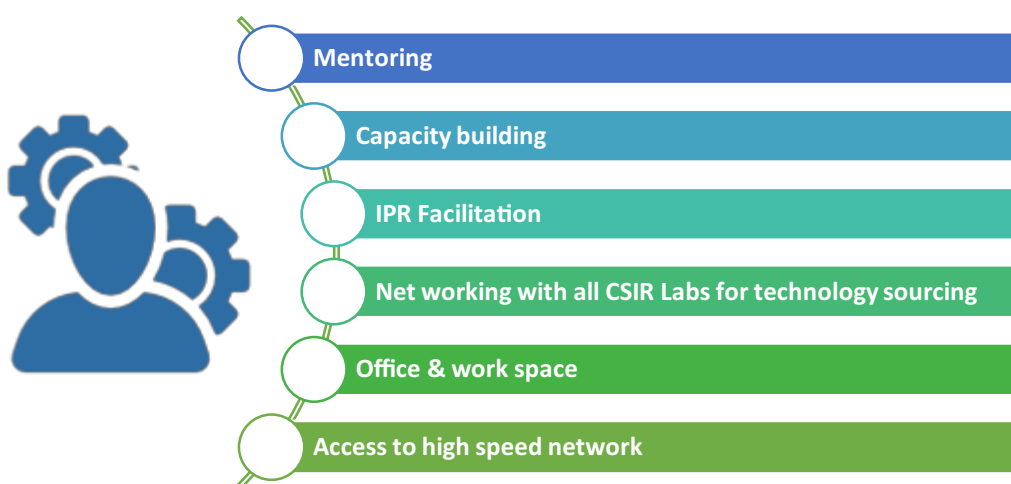 Mentoring
Capacity building
IPR Facilitation
Net working with all CSIR Labs for technology sourcing
Office & work space
Access to high speed network